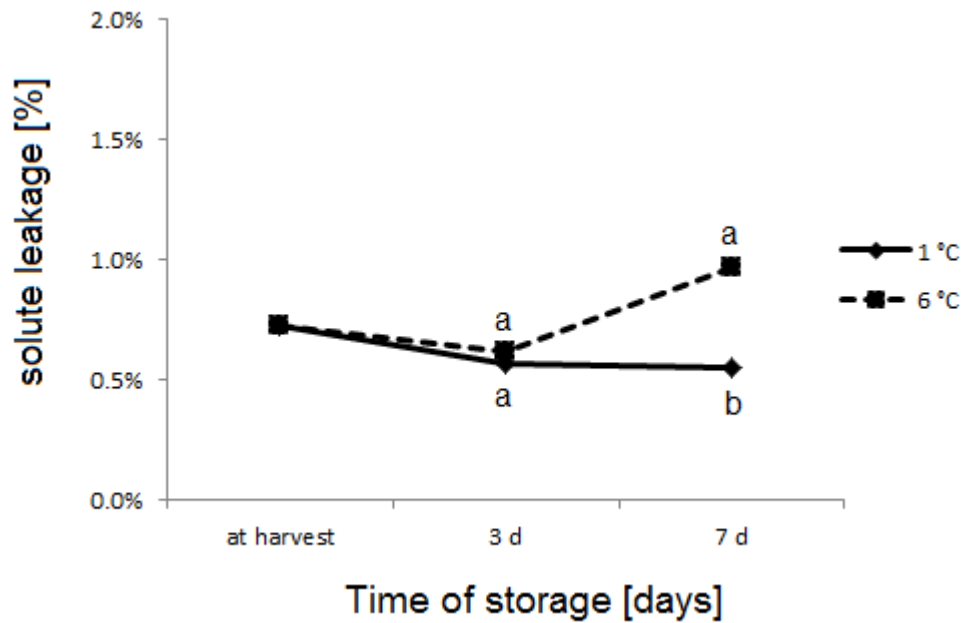 solute leakage [%]
2.0%
1.5%
1.0%
0.5%
0.0%
a
a
a
b
1 °C
6 °C
at harvest
3 d
7 d
Time of storage [days]